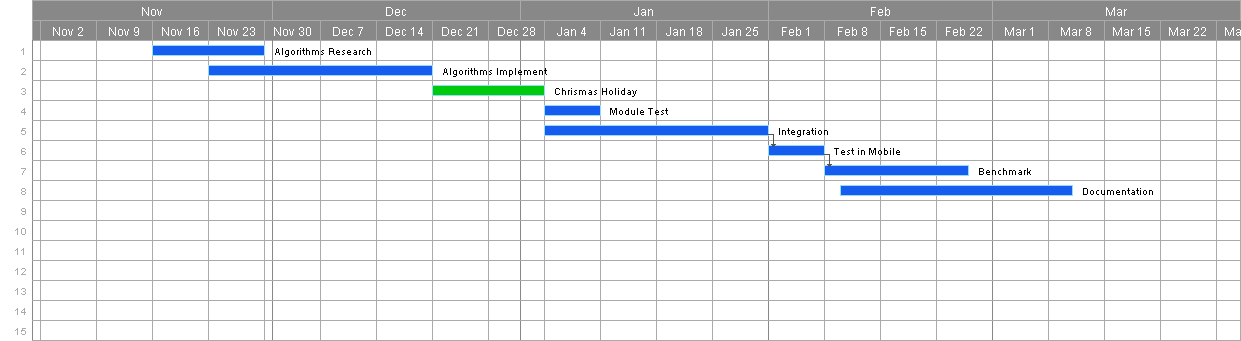 Nov Dec Jan Feb Mar
Nov 2 Nov 9 Nov 16 Nov 23 Nov 30 Dec 7 Dec 14 Dec 21 Dec 28 Jan 4 Jan 11 Jan 18 Jan 25 Feb 1 Feb 8 Feb 15 Feb 22 Mar 1 Mar 8 Mar 15 Mar 22 Ma
1 Algorithms Research
2 Algorithms Implement
3 Chrismas Holiday
4 Module Test
5 Integration
6 Test in Mobile
7 Benchmark
8 Documentation
9
10
11
12
13
14
15